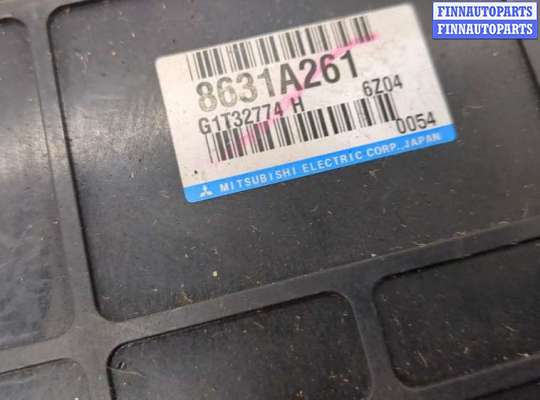 FINNAUTOPARTS
FINNAUTOPARTS
8631A261
G1T32774 H 6Z04
0054
MITSUBISHI ELECTRIC CORP., JAPAN